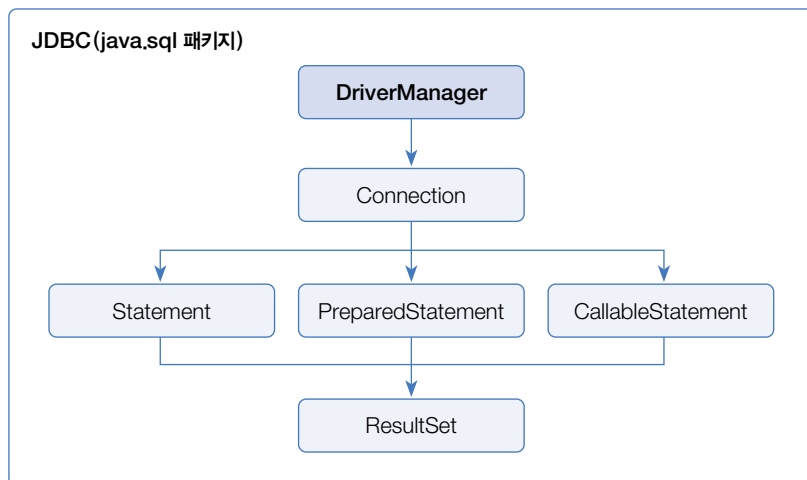 JDBC(java.sql 패키지)
DriverManager
Connection
Statement
PreparedStatement
CallableStatement
ResultSet